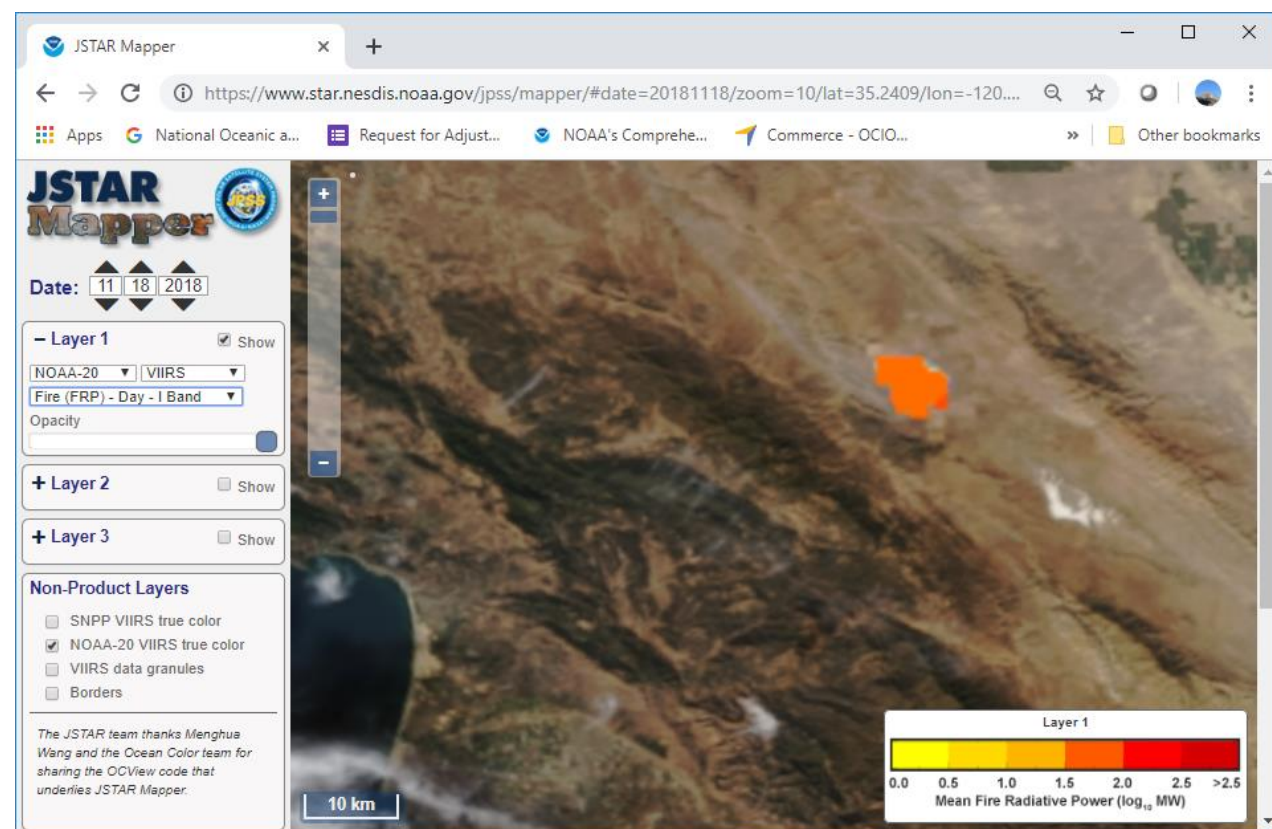 JSTAR Mapper
https://www.star.nesdis.noaa.gov/jpss/mapper/#date=20181118/zoom=10/lat=35.2409/lon=-120....
Apps National Oceanic a... Request for Adjust... NOAA's Comprehe... Commerce - OCIO... » Other bookmarks
JSTAR
Mapper
JPSS
Date: 11 18 2018
− Layer 1 Show
NOAA-20 VIIRS
Fire (FRP) - Day - I Band
Opacity
+ Layer 2 Show
+ Layer 3 Show
Non-Product Layers
SNPP VIIRS true color
NOAA-20 VIIRS true color
VIIRS data granules
Borders
The JSTAR team thanks Menghua
Wang and the Ocean Color team for
sharing the OCView code that
underlies JSTAR Mapper.
+
−
10 km
Layer 1
0.0 0.5 1.0 1.5 2.0 2.5 >2.5
Mean Fire Radiative Power (log₁₀ MW)